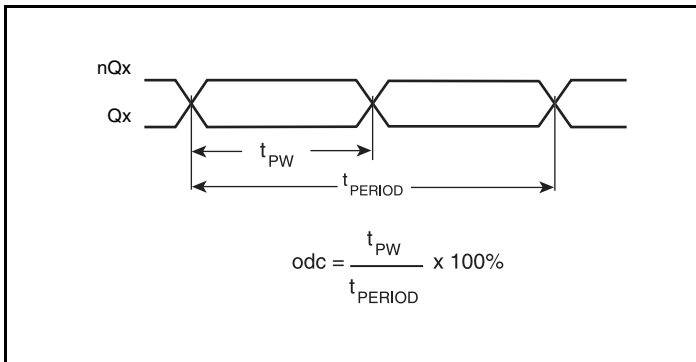 nQx
Qx
tPW
tPERIOD
odc = tPW / tPERIOD x 100%